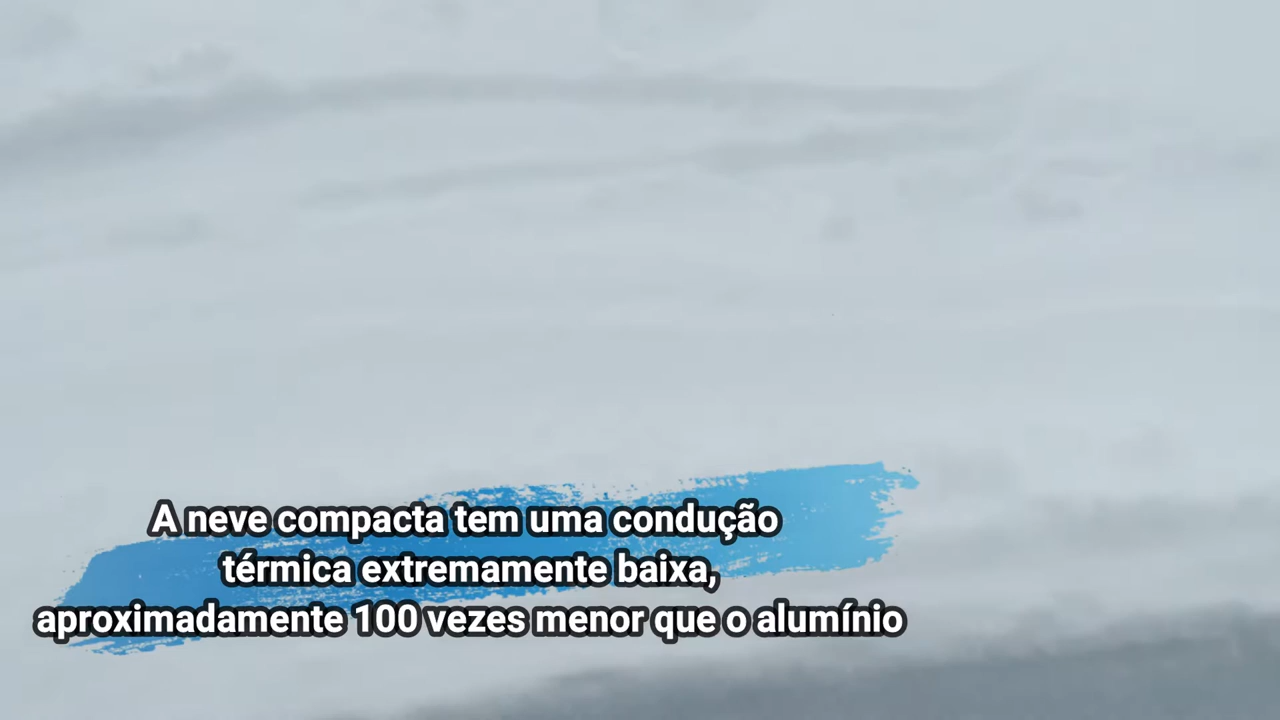 A neve compacta tem uma condução
térmica extremamente baixa,
aproximadamente 100 vezes menor que o alumínio